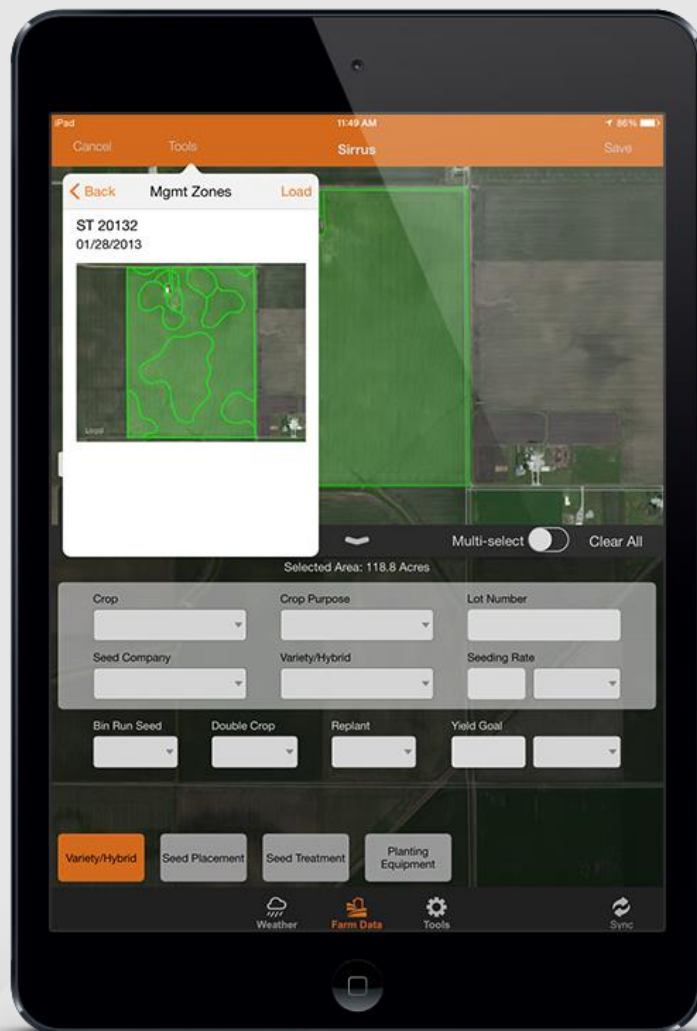 iPad 11:49 AM 86%
Cancel Tools Sirrus Save
Back Mgmt Zones Load
ST 20132
01/28/2013
Legal
Multi-select Clear All
Selected Area: 118.8 Acres
Crop Crop Purpose Lot Number
Seed Company Variety/Hybrid Seeding Rate
Bin Run Seed Double Crop Replant Yield Goal
Variety/Hybrid Seed Placement Seed Treatment Planting
Equipment
Weather Farm Data Tools Sync